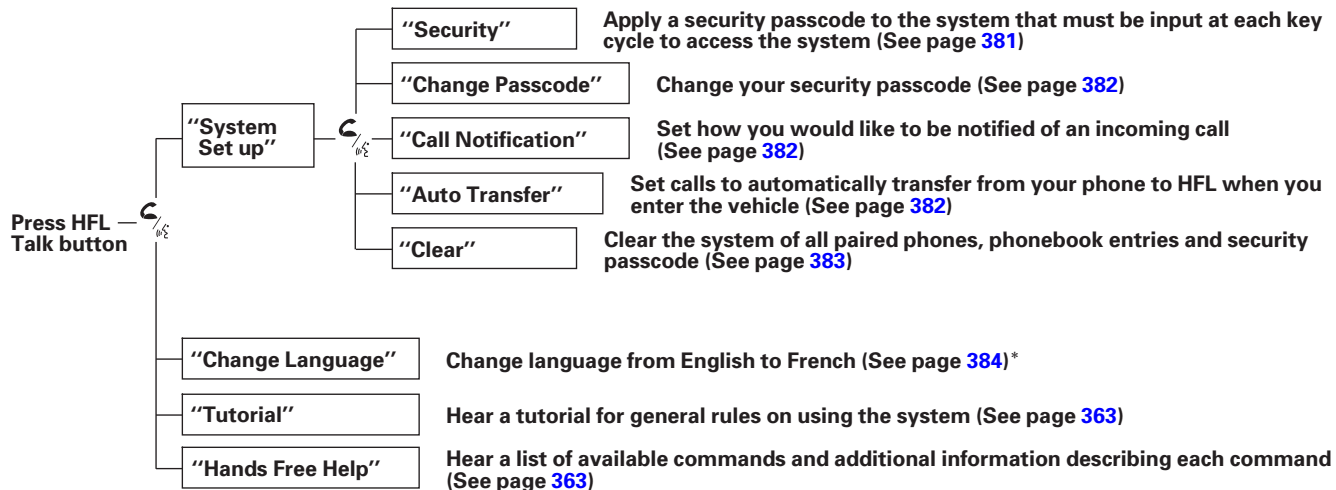 "Security"
Apply a security passcode to the system that must be input at each key
cycle to access the system (See page 381)
"Change Passcode"
Change your security passcode (See page 382)
"System
Set up"
"Call Notification"
Set how you would like to be notified of an incoming call
(See page 382)
"Auto Transfer"
Set calls to automatically transfer from your phone to HFL when you
enter the vehicle (See page 382)
Press HFL
Talk button
"Clear"
Clear the system of all paired phones, phonebook entries and security
passcode (See page 383)
"Change Language"
Change language from English to French (See page 384)*
"Tutorial"
Hear a tutorial for general rules on using the system (See page 363)
"Hands Free Help"
Hear a list of available commands and additional information describing each command
(See page 363)